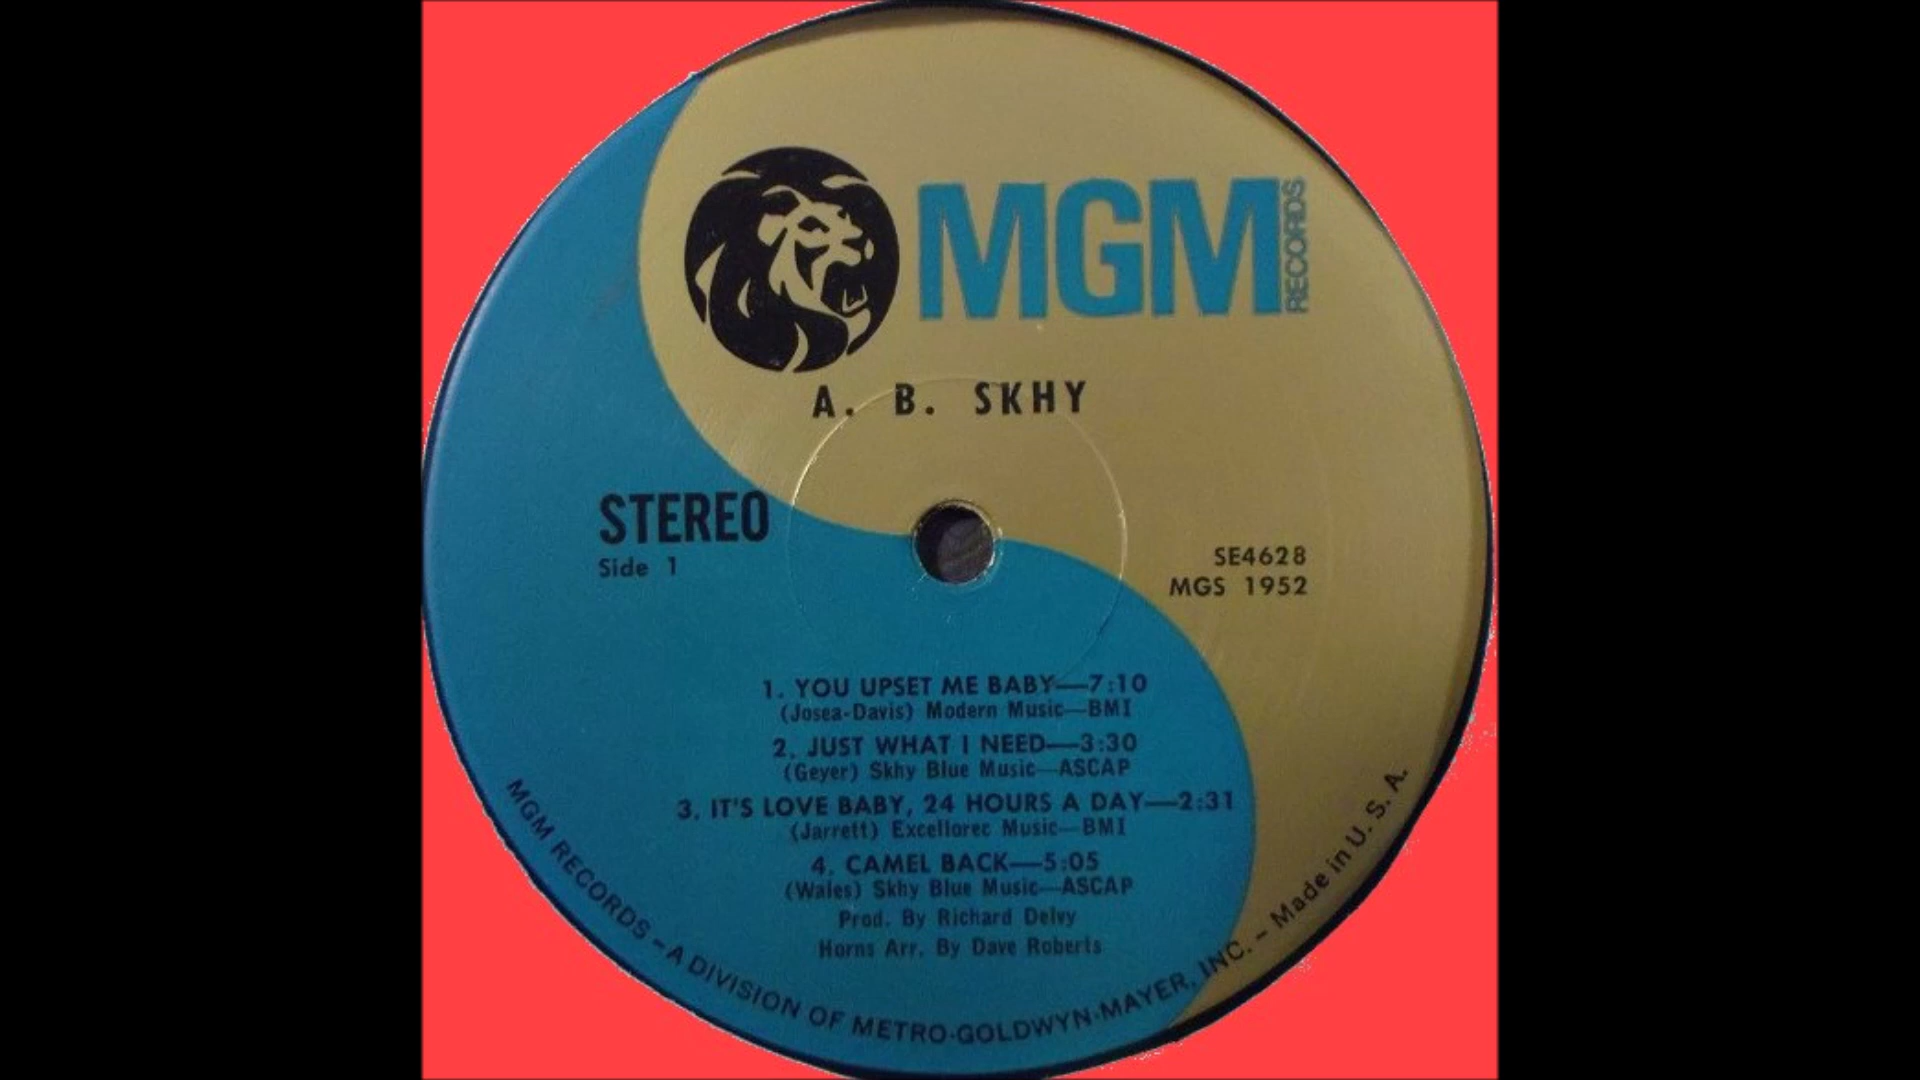 MGM RECORDS
A. B. SKHY
STEREO
Side 1
SE4628
MGS 1952
1. YOU UPSET ME BABY—7:10
(Josea-Davis) Modern Music—BMI
2. JUST WHAT I NEED—3:30
(Geyer) Skhy Blue Music—ASCAP
3. IT'S LOVE BABY, 24 HOURS A DAY—2:31
(Jarrett) Excellorec Music—BMI
4. CAMEL BACK—5:05
(Wales) Skhy Blue Music—ASCAP
Prod. By Richard Delvy
Horns Arr. By Dave Roberts
MGM RECORDS – A DIVISION OF METRO-GOLDWYN-MAYER, INC. – Made in U. S. A.